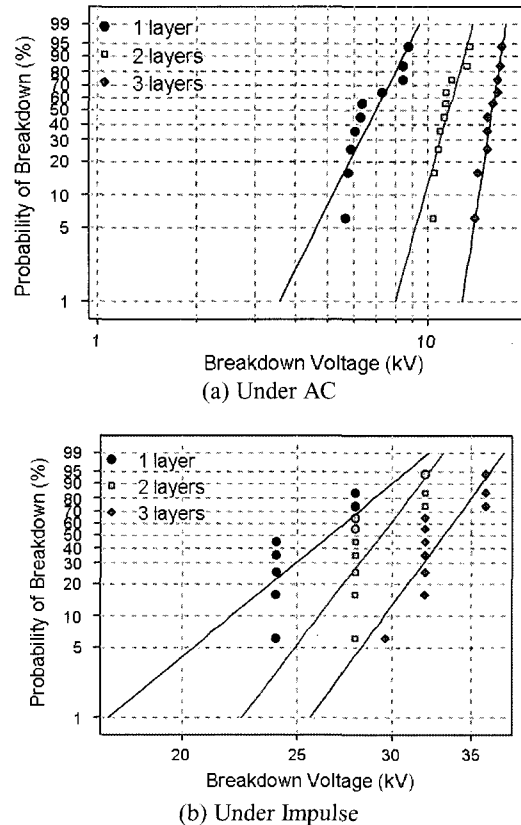 99
95
90
80
70
60
50
40
30
20
10
5
1
Probability of Breakdown (%)
1 layer
2 layers
3 layers
1
10
Breakdown Voltage (kV)
(a) Under AC
99
95
90
80
70
60
50
40
30
20
10
5
1
Probability of Breakdown (%)
1 layer
2 layers
3 layers
20
25
30
35
Breakdown Voltage (kV)
(b) Under Impulse